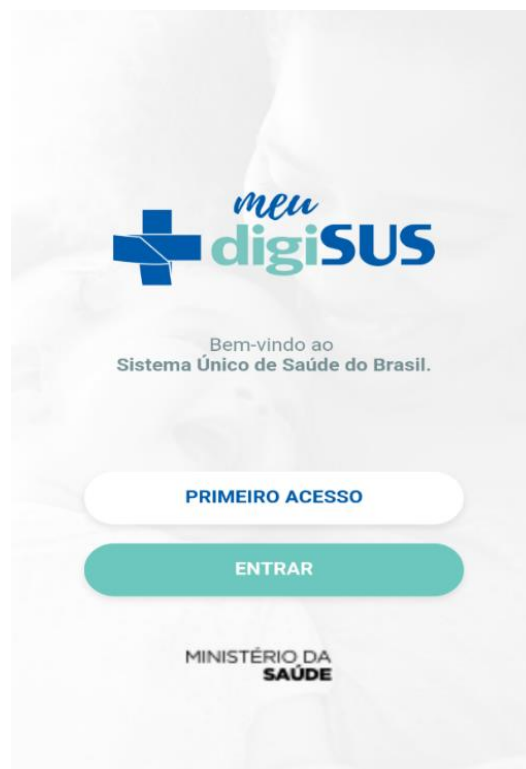 meu
digiSUS
Bem-vindo ao
Sistema Único de Saúde do Brasil.
PRIMEIRO ACESSO
ENTRAR
MINISTÉRIO DA
SAÚDE